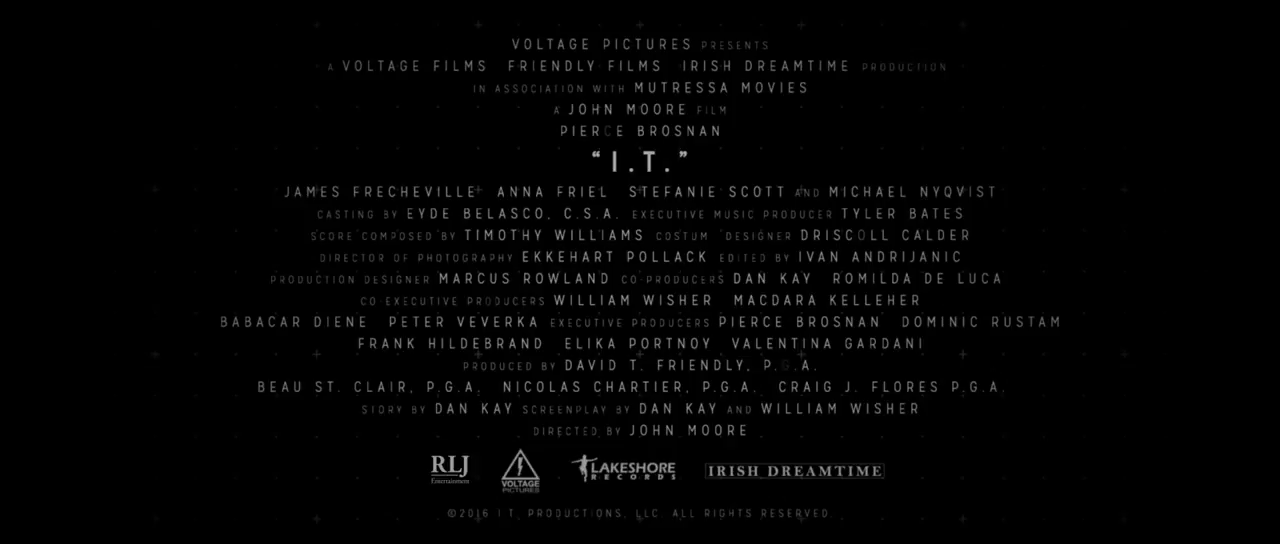 VOLTAGE PICTURES PRESENTS
A VOLTAGE FILMS FRIENDLY FILMS IRISH DREAMTIME PRODUCTION
IN ASSOCIATION WITH MUTRESSA MOVIES
A JOHN MOORE FILM
PIERCE BROSNAN
“I.T.”
JAMES FRECHEVILLE ANNA FRIEL STEFANIE SCOTT AND MICHAEL NYQVIST
CASTING BY EYDE BELASCO, C.S.A. EXECUTIVE MUSIC PRODUCER TYLER BATES
SCORE COMPOSED BY TIMOTHY WILLIAMS COSTUM DESIGNER DRISCOLL CALDER
DIRECTOR OF PHOTOGRAPHY EKKEHART POLLACK EDITED BY IVAN ANDRIJANIC
PRODUCTION DESIGNER MARCUS ROWLAND CO-PRODUCERS DAN KAY ROMILDA DE LUCA
CO-EXECUTIVE PRODUCERS WILLIAM WISHER MACDARA KELLEHER
BABACAR DIENE PETER VEVERKA EXECUTIVE PRODUCERS PIERCE BROSNAN DOMINIC RUSTAM
FRANK HILDEBRAND ELIKA PORTNOY VALENTINA GARDANI
PRODUCED BY DAVID T. FRIENDLY, P.G.A.
BEAU ST. CLAIR, P.G.A. NICOLAS CHARTIER, P.G.A. CRAIG J. FLORES P.G.A.
STORY BY DAN KAY SCREENPLAY BY DAN KAY AND WILLIAM WISHER
DIRECTED BY JOHN MOORE
RLJ Entertainment
VOLTAGE PICTURES
LAKESHORE RECORDS
IRISH DREAMTIME
©2016 I.T. PRODUCTIONS, LLC. ALL RIGHTS RESERVED.